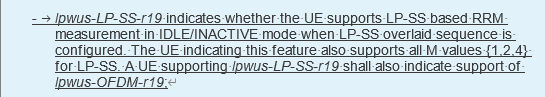 - → lpwus-LP-SS-r19 indicates whether the UE supports LP-SS based RRM
measurement in IDLE/INACTIVE mode when LP-SS overlaid sequence is
configured. The UE indicating this feature also supports all M values {1,2,4}
for LP-SS. A UE supporting lpwus-LP-SS-r19 shall also indicate support of
lpwus-OFDM-r19;↵